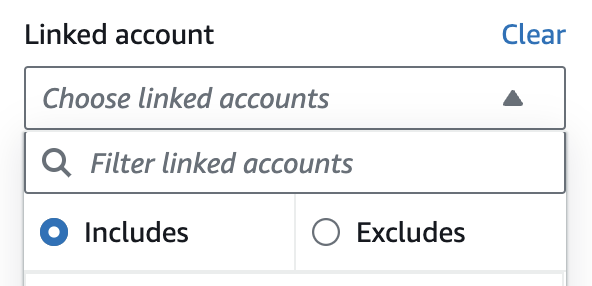 Linked account Clear
Choose linked accounts
Filter linked accounts
Includes Excludes